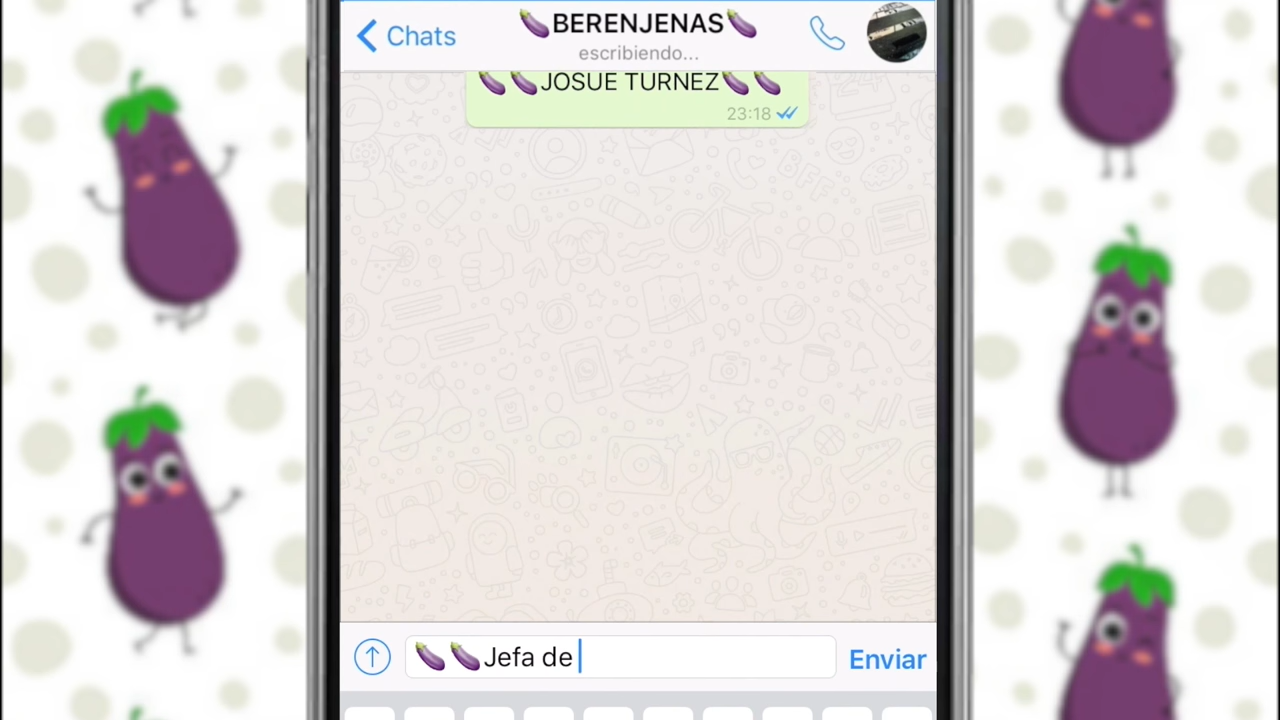 Chats
🍆BERENJENAS🍆
escribiendo...
🍆🍆JOSUE TURNEZ🍆🍆
23:18
🍆🍆Jefa de
Enviar